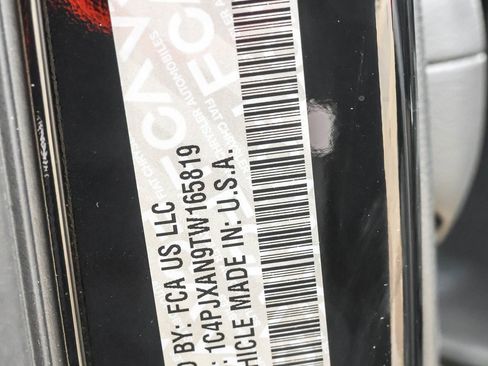 D BY: FCA US LLC
: 1C4PJXAN9TW165819
HICLE MADE IN: U.S.A.